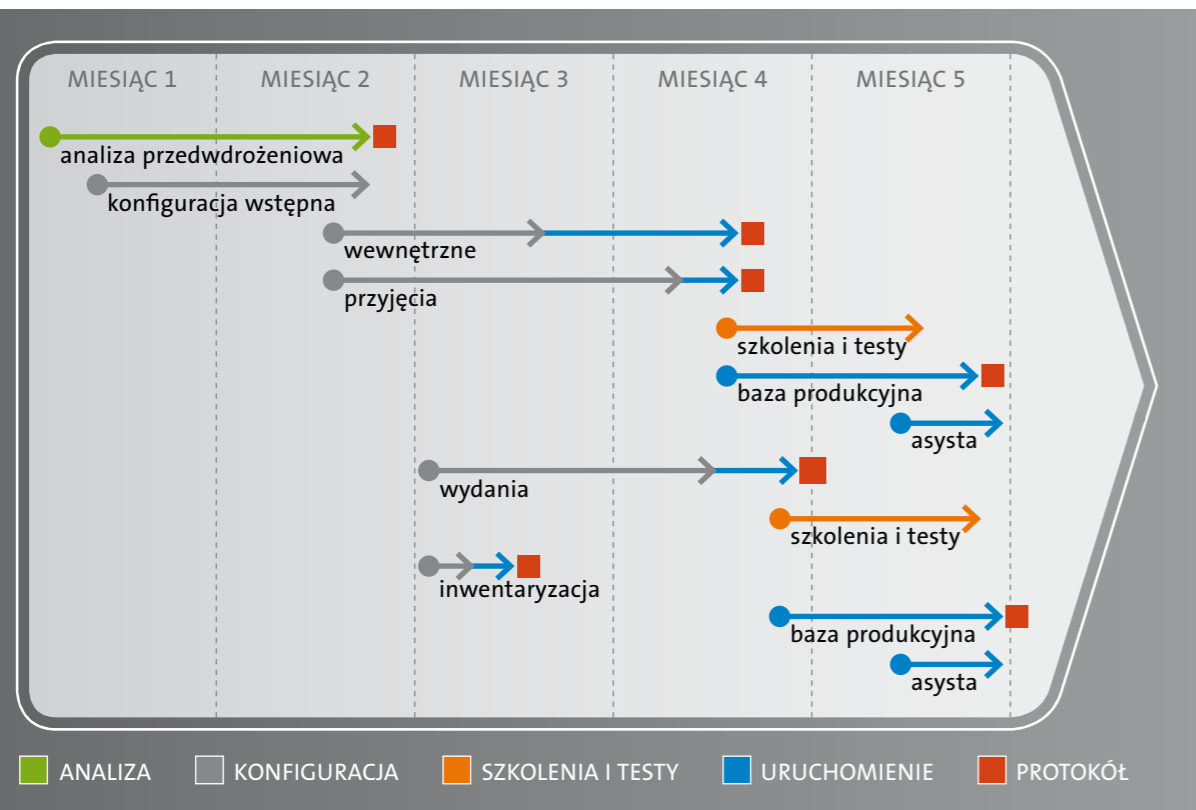 MIESIĄC 1 MIESIĄC 2 MIESIĄC 3 MIESIĄC 4 MIESIĄC 5
analiza przedwdrożeniowa
konfiguracja wstępna
wewnętrzne
przyjęcia
szkolenia i testy
baza produkcyjna
asysta
wydania
szkolenia i testy
inwentaryzacja
baza produkcyjna
asysta
ANALIZA KONFIGURACJA SZKOLENIA I TESTY URUCHOMIENIE PROTOKÓŁ